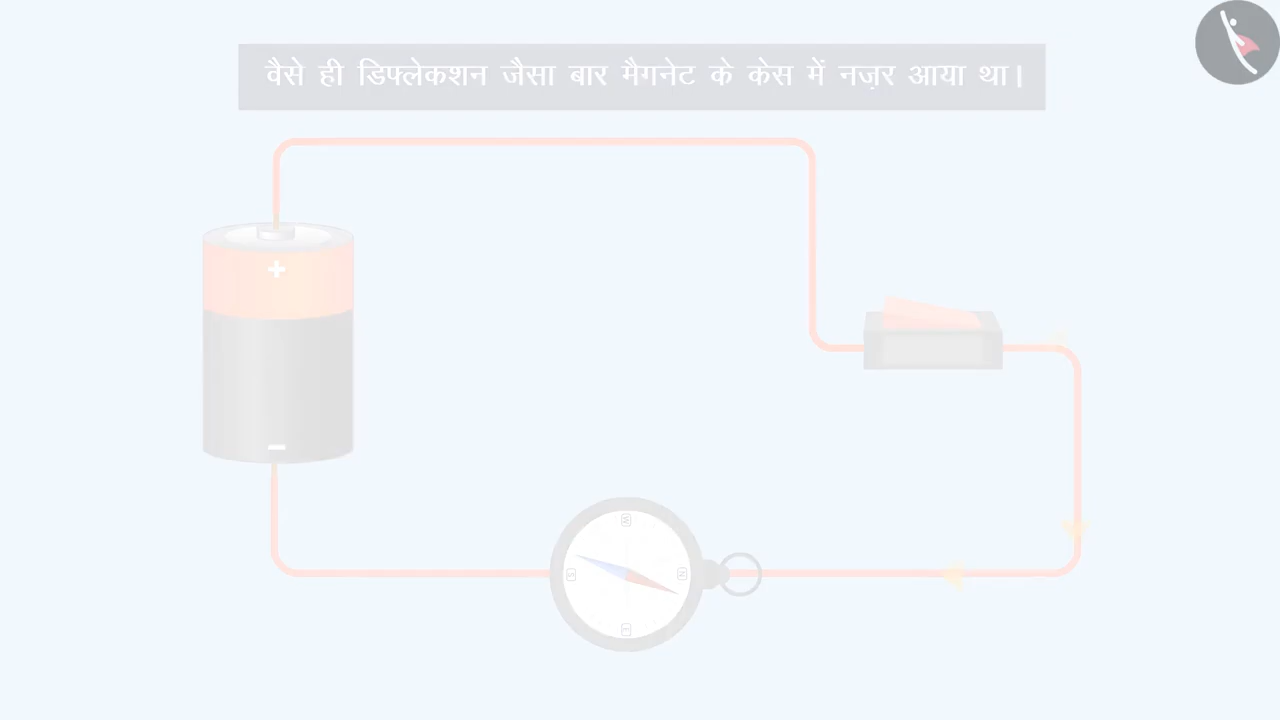 वैसे ही डिफ्लेकशन जैसा बार मैगनेट के केस में नज़र आया था।
+
W
S
N
E
−